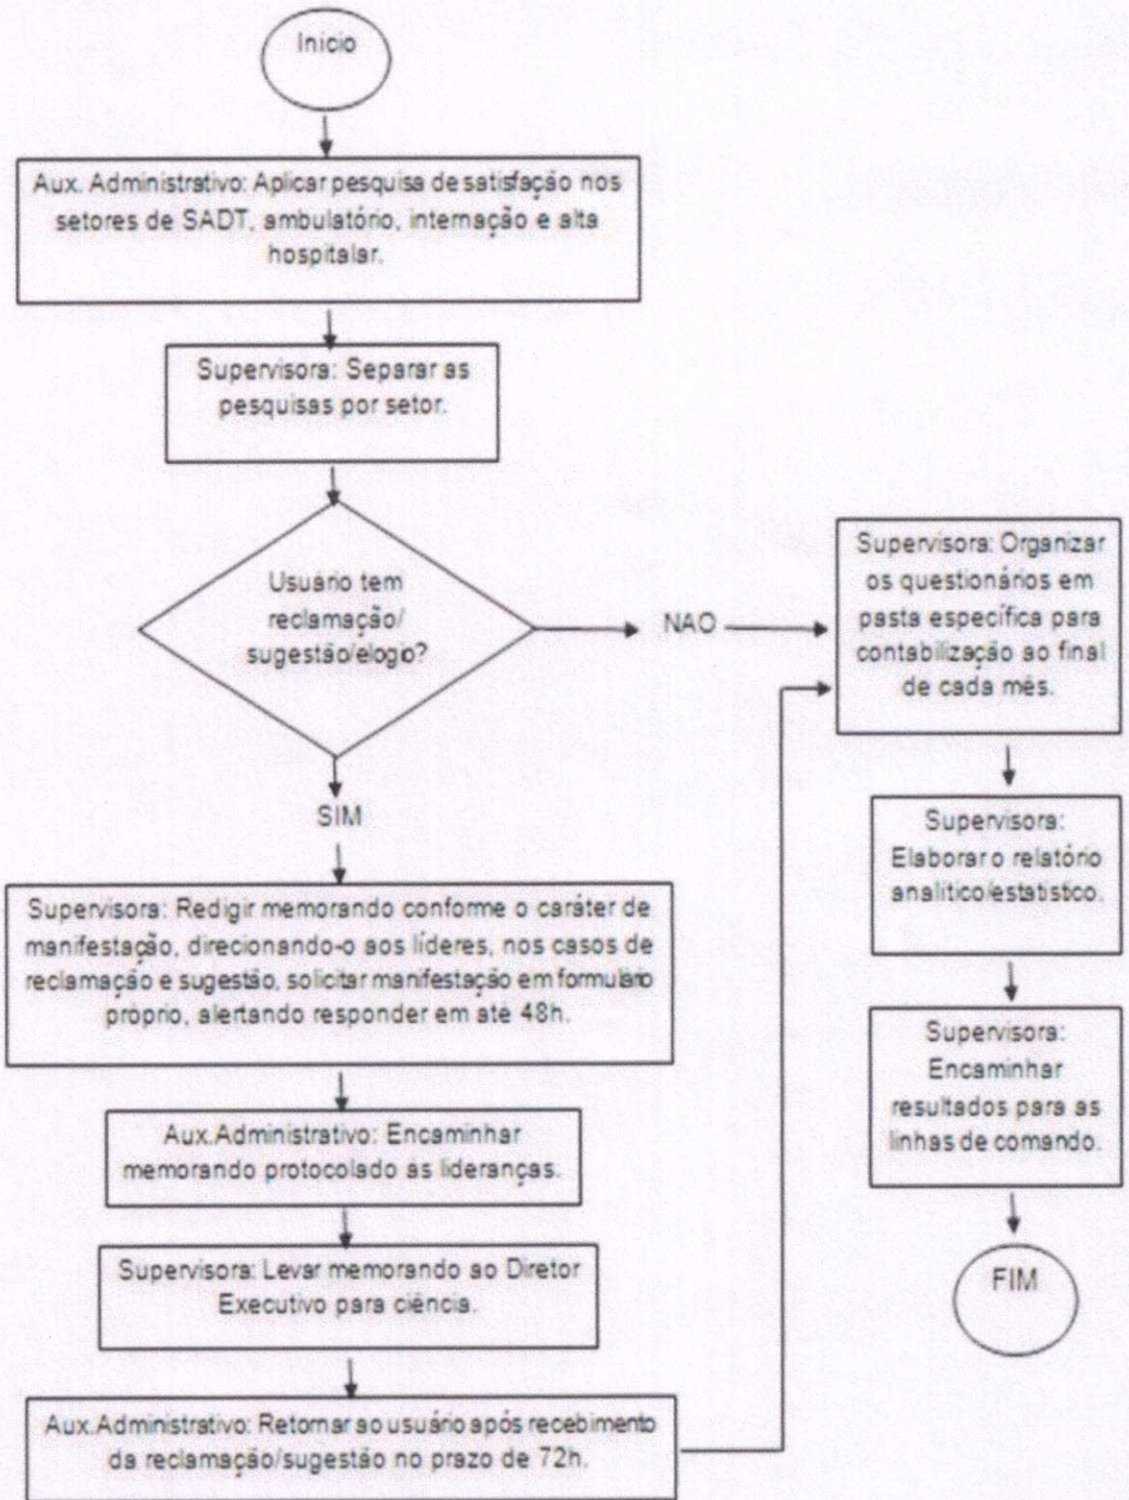 Início
Aux. Administrativo: Aplicar pesquisa de satisfação nos
setores de SADT, ambulatório, internação e alta
hospitalar.
Supervisora: Separar as
pesquisas por setor.
Usuário tem
reclamação/
sugestão/elogio?
NAO
SIM
Supervisora: Redigir memorando conforme o caráter de
manifestação, direcionando-o aos líderes, nos casos de
reclamação e sugestão, solicitar manifestação em formulário
próprio, alertando responder em até 48h.
Aux.Administrativo: Encaminhar
memorando protocolado as lideranças.
Supervisora: Levar memorando ao Diretor
Executivo para ciência.
Aux.Administrativo: Retornar ao usuário após recebimento
da reclamação/sugestão no prazo de 72h.
Supervisora: Organizar
os questionários em
pasta específica para
contabilização ao final
de cada mês.
Supervisora:
Elaborar o relatório
analítico/estatístico.
Supervisora:
Encaminhar
resultados para as
linhas de comando.
FIM